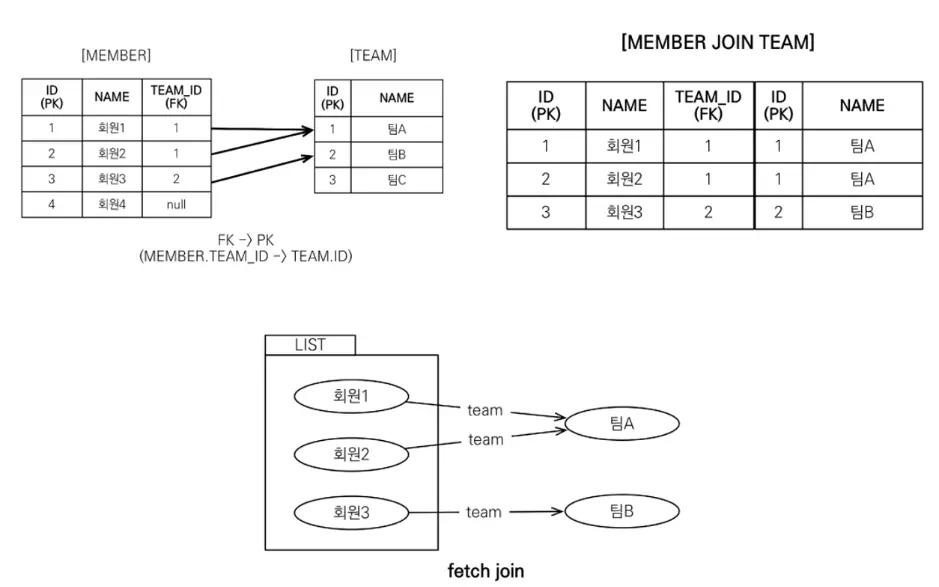 [MEMBER]
ID (PK) NAME TEAM_ID (FK)
1 회원1 1
2 회원2 1
3 회원3 2
4 회원4 null
[TEAM]
ID (PK) NAME
1 팀A
2 팀B
3 팀C
FK -> PK
(MEMBER.TEAM_ID -> TEAM.ID)
[MEMBER JOIN TEAM]
ID (PK) NAME TEAM_ID (FK) ID (PK) NAME
1 회원1 1 1 팀A
2 회원2 1 1 팀A
3 회원3 2 2 팀B
LIST
회원1
team
팀A
회원2
team
회원3
team
팀B
fetch join